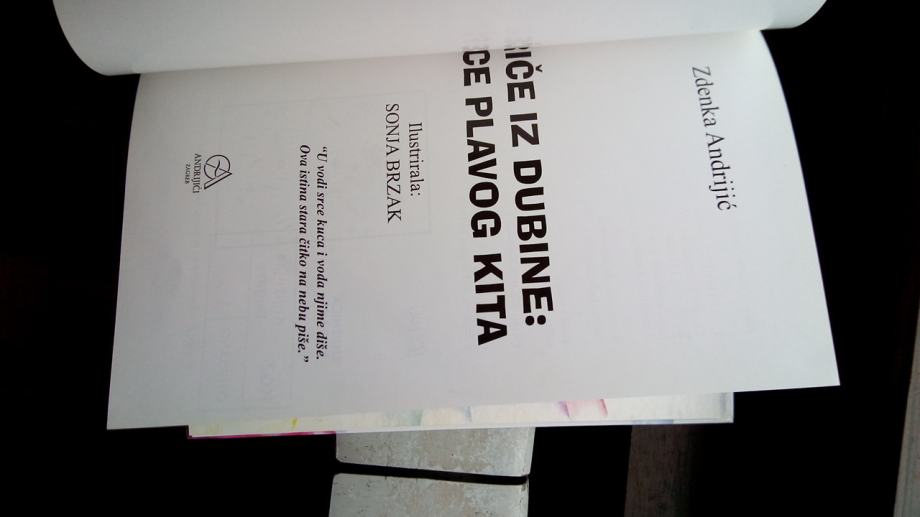 Zdenka Andrijić
RIČE IZ DUBINE:
CE PLAVOG KITA
Ilustrirala:
SONJA BRZAK
“U vodi srce kuca i voda njime diše.
Ova istina stara čitko na nebu piše.”
ANDRIJIĆI
ZAGREB